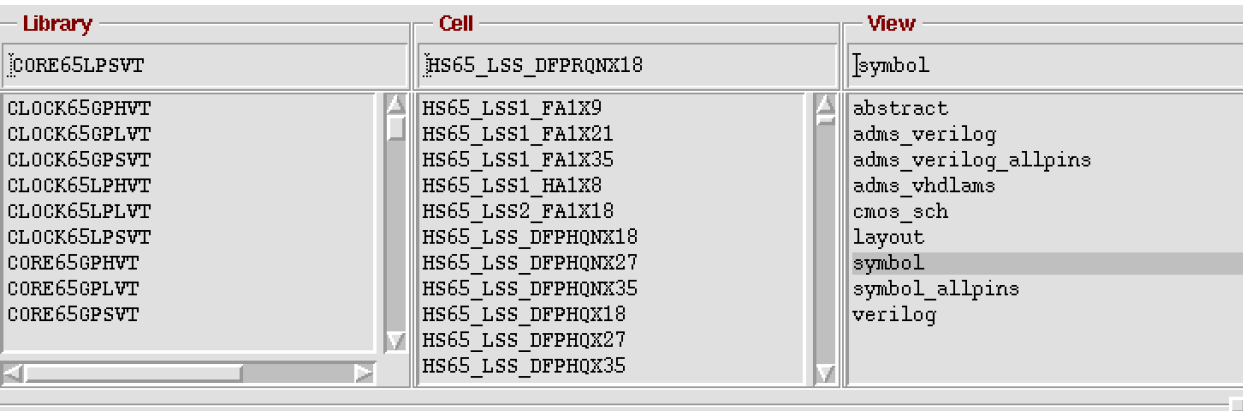 Library
CORE65LPSVT
CLOCK65GPHVT
CLOCK65GPLVT
CLOCK65GPSVT
CLOCK65LPHVT
CLOCK65LPLVT
CLOCK65LPSVT
CORE65GPHVT
CORE65GPLVT
CORE65GPSVT
Cell
HS65_LSS_DFPRQNX18
HS65_LSS1_FA1X9
HS65_LSS1_FA1X21
HS65_LSS1_FA1X35
HS65_LSS1_HA1X8
HS65_LSS2_FA1X18
HS65_LSS_DFPHQNX18
HS65_LSS_DFPHQNX27
HS65_LSS_DFPHQNX35
HS65_LSS_DFPHQX18
HS65_LSS_DFPHQX27
HS65_LSS_DFPHQX35
View
symbol
abstract
adms_verilog
adms_verilog_allpins
adms_vhdlams
cmos_sch
layout
symbol
symbol_allpins
verilog